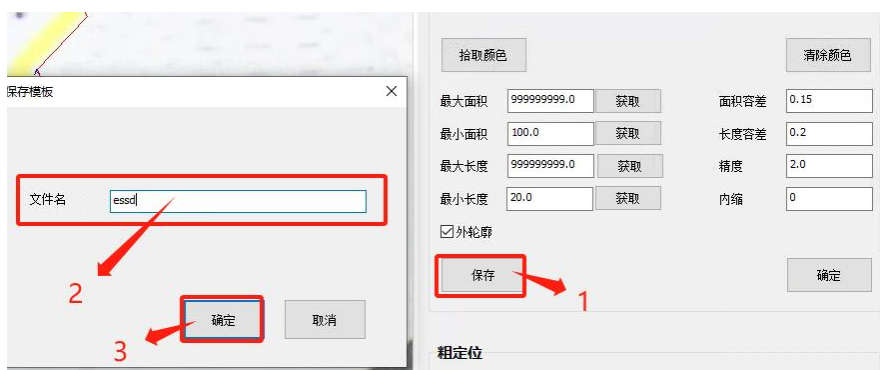 保存模板
文件名 essd
2
3
确定
取消
拾取颜色
清除颜色
最大面积 999999999.0 获取 面积容差 0.15
最小面积 100.0 获取 长度容差 0.2
最大长度 999999999.0 获取 精度 2.0
最小长度 20.0 获取 内缩 0
外轮廓
保存
1
确定
粗定位